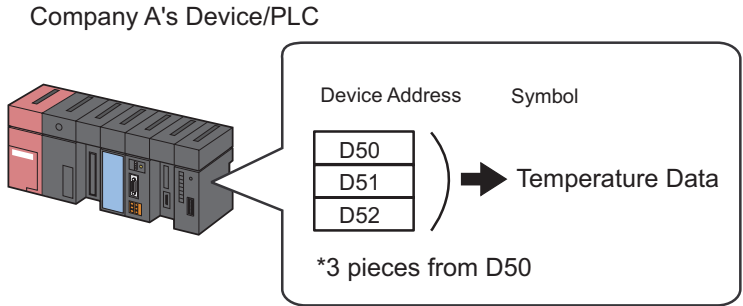 Company A's Device/PLC
Device Address Symbol
D50
D51
D52
Temperature Data
*3 pieces from D50